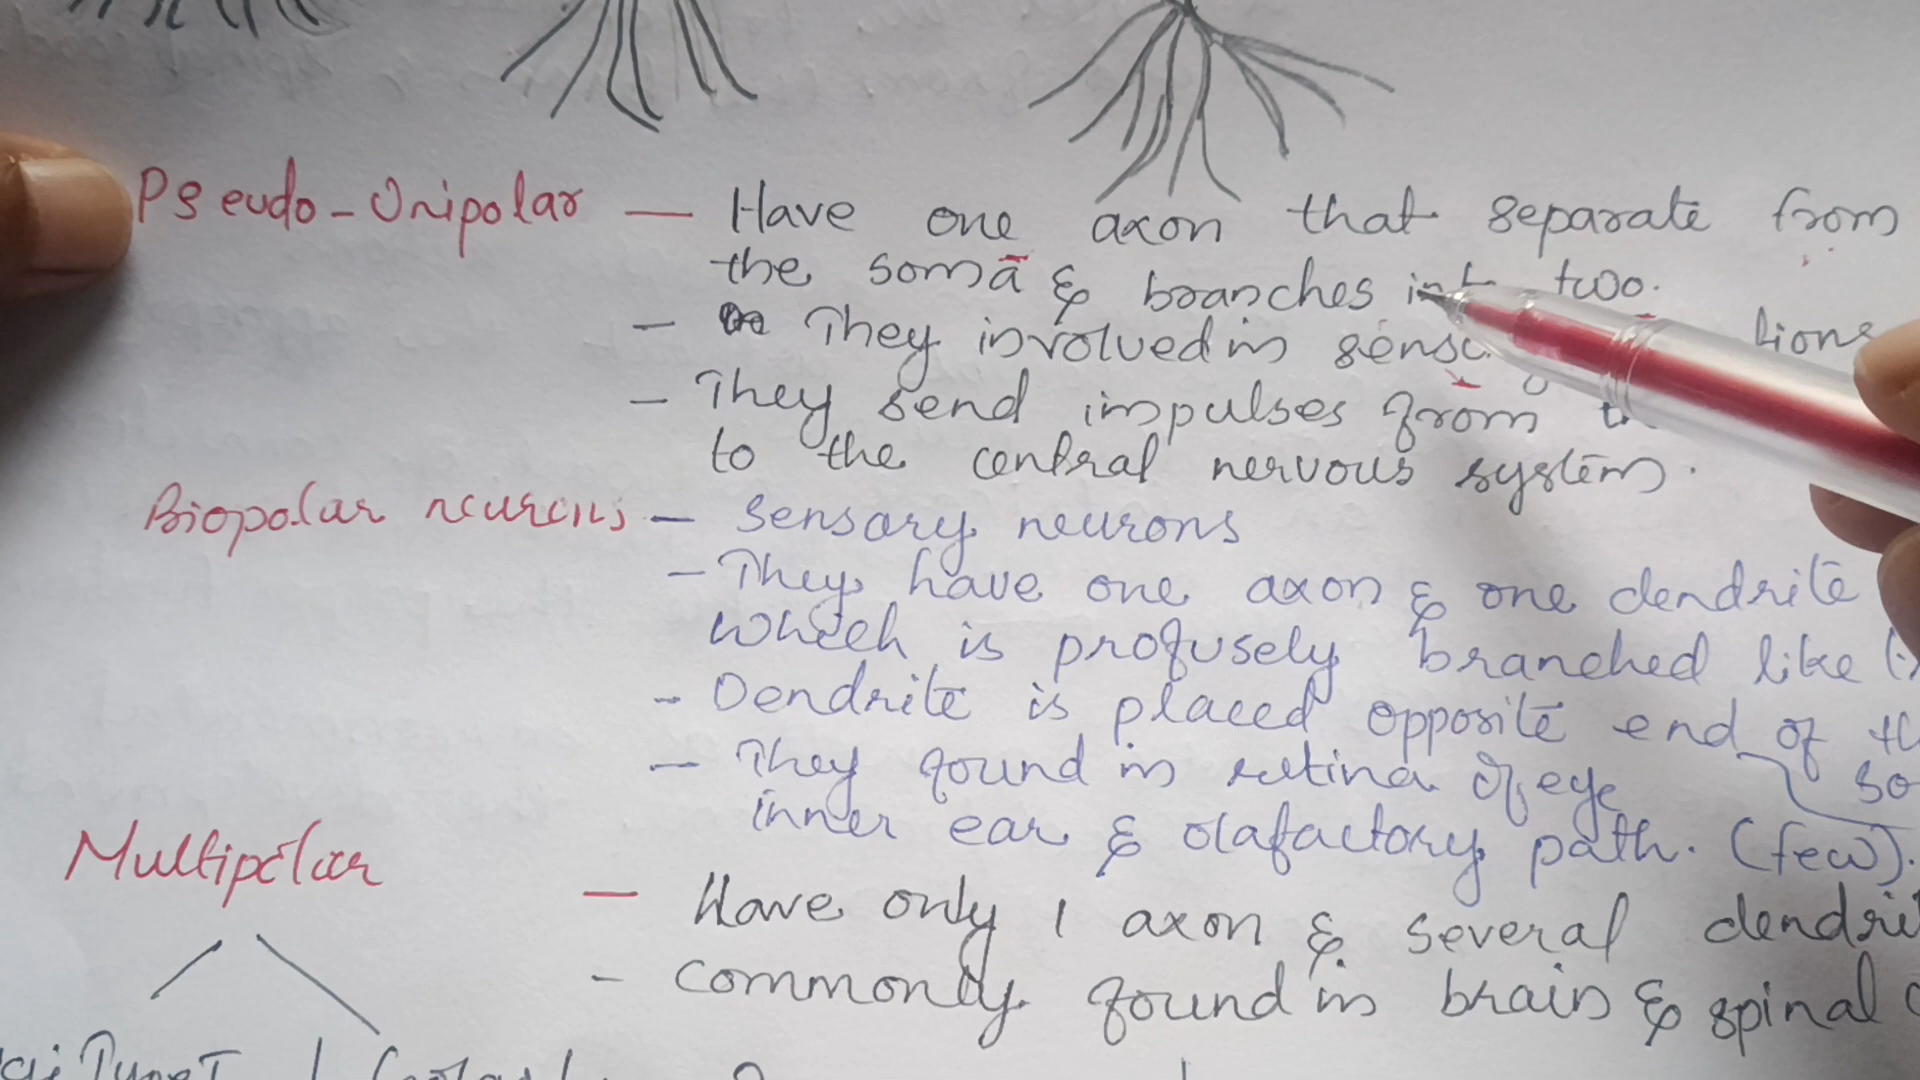 Pseudo-Unipolar — Have one axon that separate from
the soma & branches into two.
- They involved in
- They send impulses from
to the central nervous system.
Biopolar neurons - Sensary neurons
- They have one axon & one dendrite
which is profusely branched like
- Dendrite is placed opposite end of
- They found in retina of eye
inner ear & olafactory path. (few).
Multipolar
- Have only 1 axon & several
- Commonly found in brain & spinal